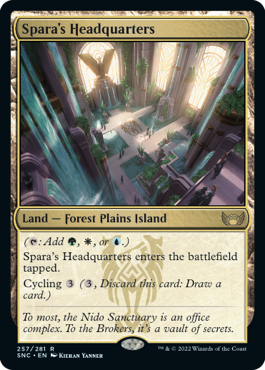 Spara's Headquarters
Land — Forest Plains Island
(: Add , , or .)
Spara's Headquarters enters the battlefield
tapped.
Cycling 3 (3, Discard this card: Draw a
card.)
To most, the Nido Sanctuary is an office
complex. To the Brokers, it's a vault of secrets.
257/281 R
SNC • EN KIERAN YANNER
™ & © 2022 Wizards of the Coast